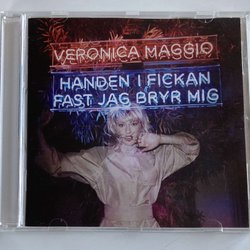 VERONICA MAGGIO
HANDEN I FICKAN
FAST JAG BRYR MIG